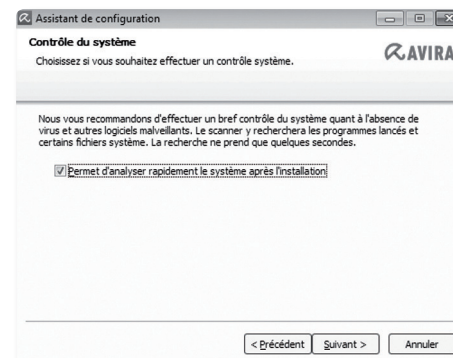 Assistant de configuration
Contrôle du système
Choisissez si vous souhaitez effectuer un contrôle système.
AVIRA
Nous vous recommandons d'effectuer un bref contrôle du système quant à l'absence de
virus et autres logiciels malveillants. Le scanner y recherchera les programmes lancés et
certains fichiers système. La recherche ne prend que quelques secondes.
Permet d'analyser rapidement le système après l'installation
< Précédent Suivant > Annuler